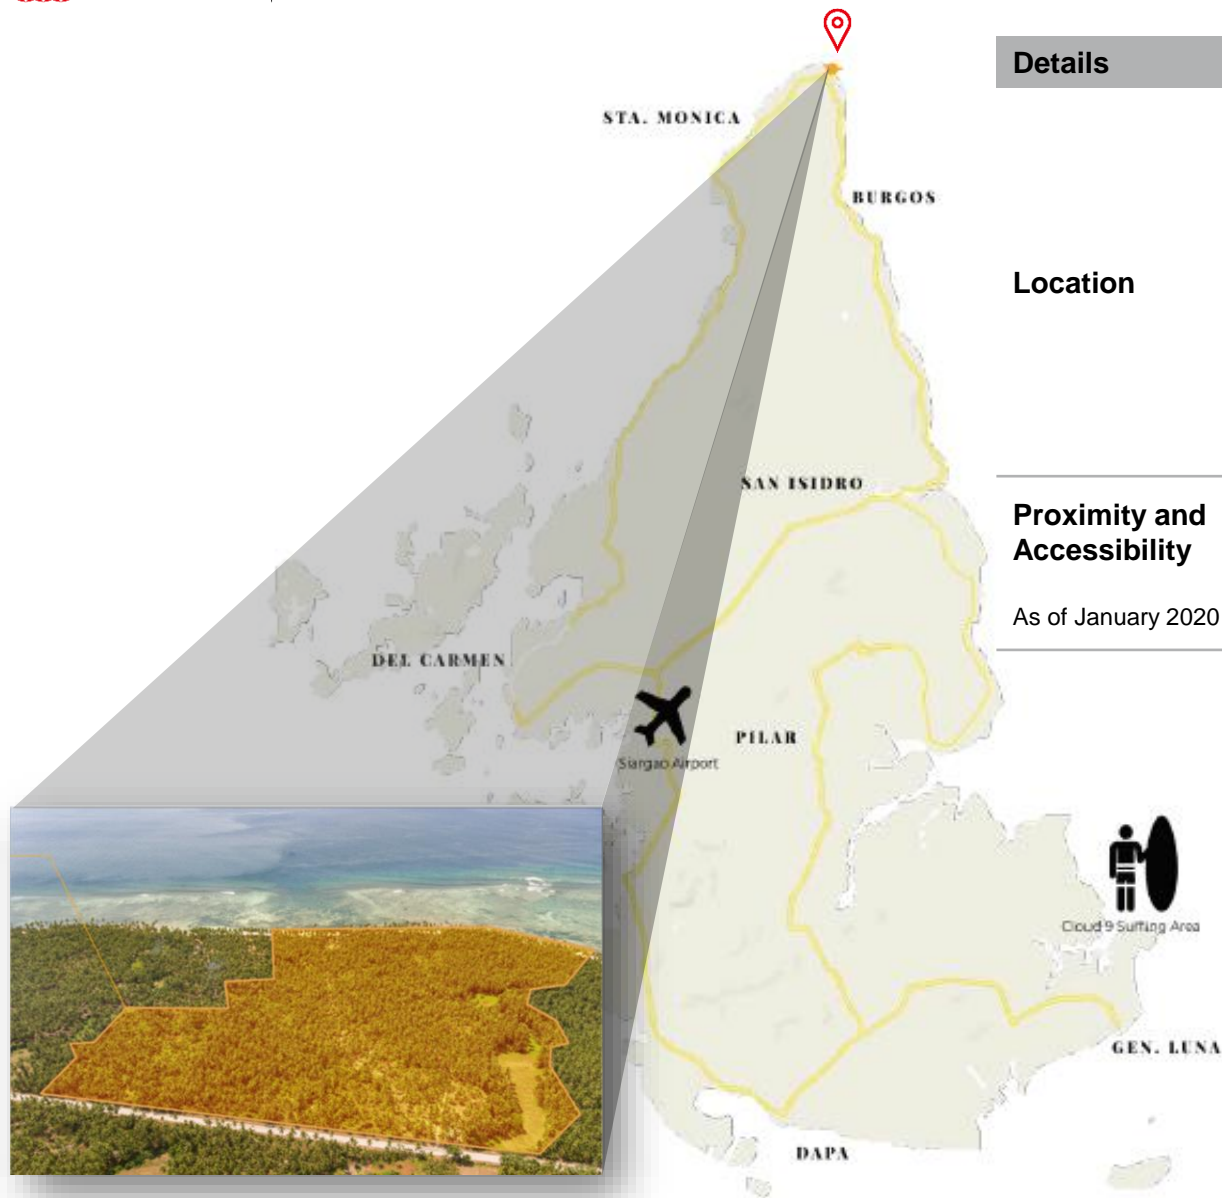 Details
STA. MONICA
BURGOS
Location
SAN ISIDRO
Proximity and
Accessibility
As of January 2020
DEL CARMEN
PILAR
Siargao Airport
Cloud 9 Surfing Area
GEN. LUNA
DAPA